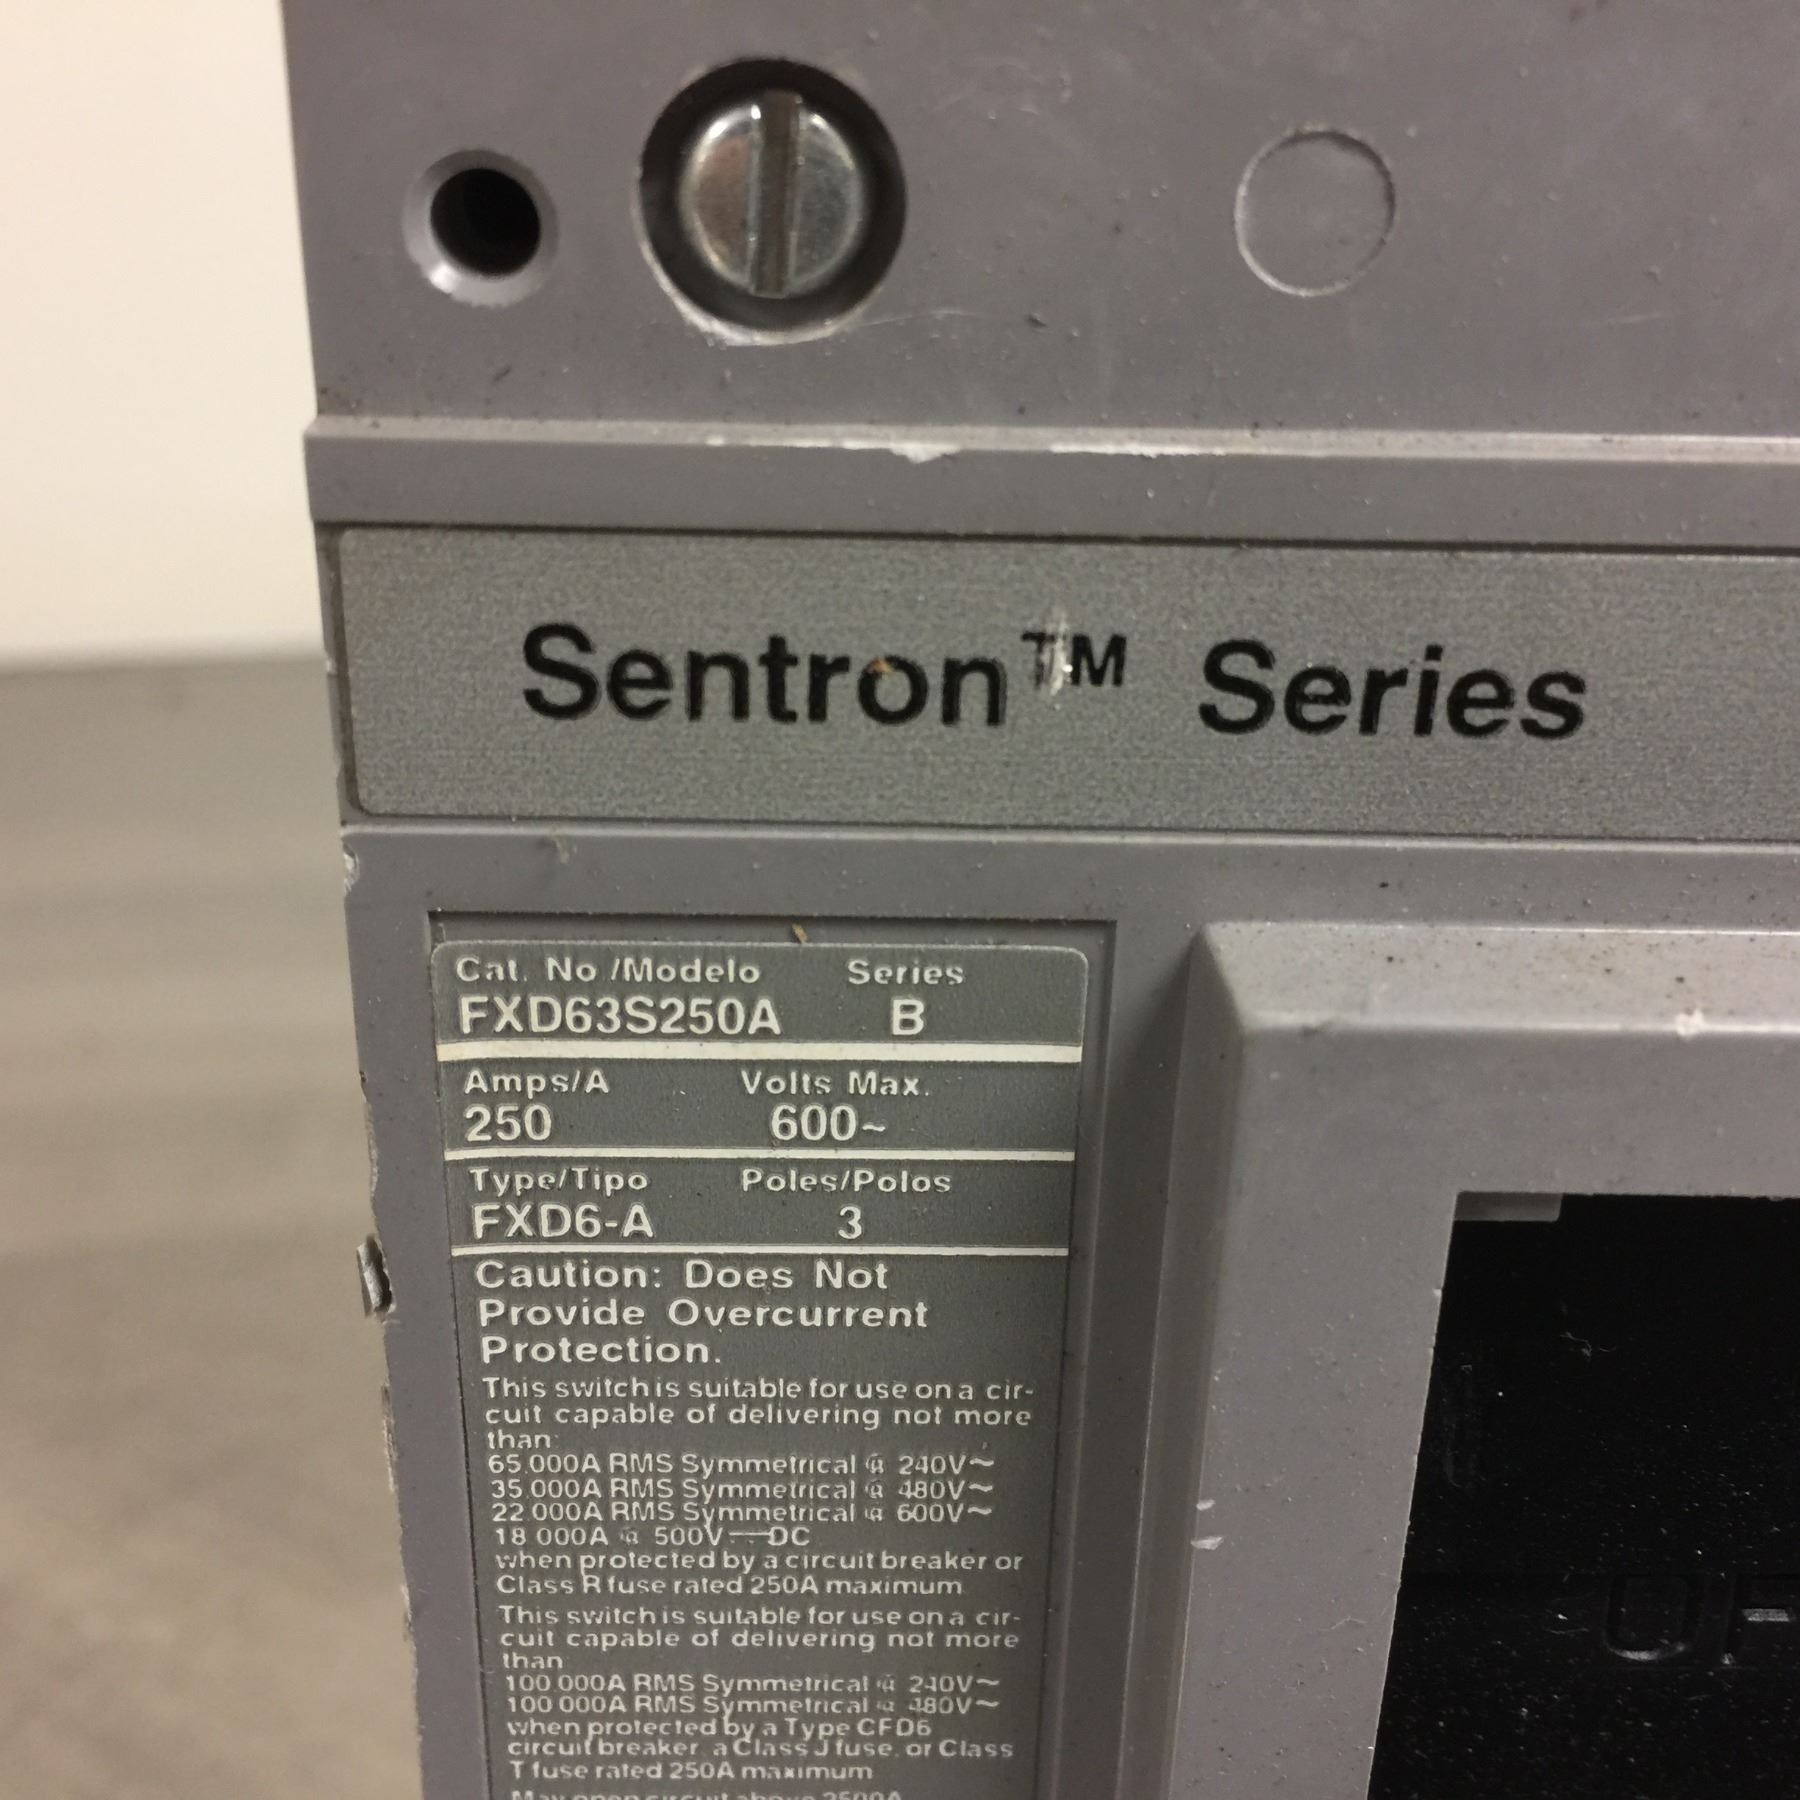 Sentron™ Series
Cat. No /Modelo Series
FXD63S250A B
Amps/A Volts Max.
250 600~
Type/Tipo Poles/Polos
FXD6-A 3
Caution: Does Not
Provide Overcurrent
Protection.
This switch is suitable for use on a cir-
cuit capable of delivering not more
than:
65,000A RMS Symmetrical @ 240V~
35,000A RMS Symmetrical @ 480V~
22,000A RMS Symmetrical @ 600V~
18,000A @ 500V⎓DC
when protected by a circuit breaker or
Class R fuse rated 250A maximum
This switch is suitable for use on a cir-
cuit capable of delivering not more
than
100,000A RMS Symmetrical @ 240V~
100,000A RMS Symmetrical @ 480V~
when protected by a Type CFD6
circuit breaker, a Class J fuse, or Class
T fuse rated 250A maximum
May open circuit above 2500A